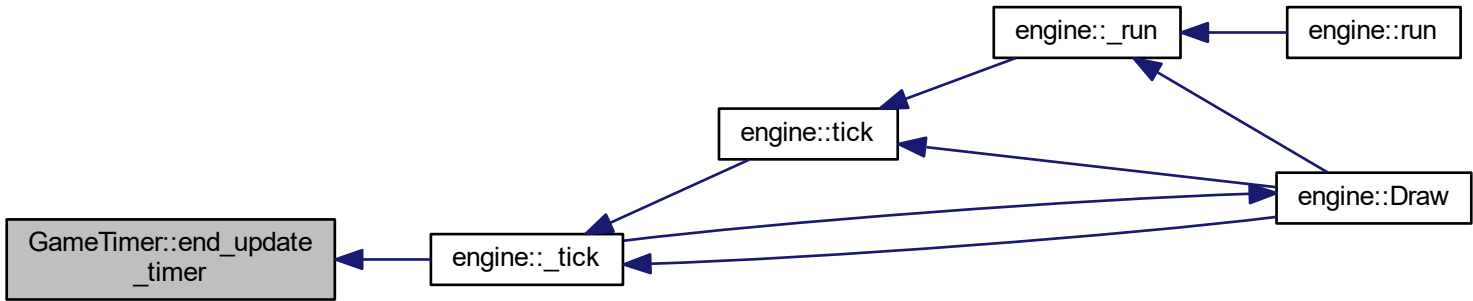 engine::_run
engine::run
engine::tick
engine::Draw
GameTimer::end_update
_timer
engine::_tick